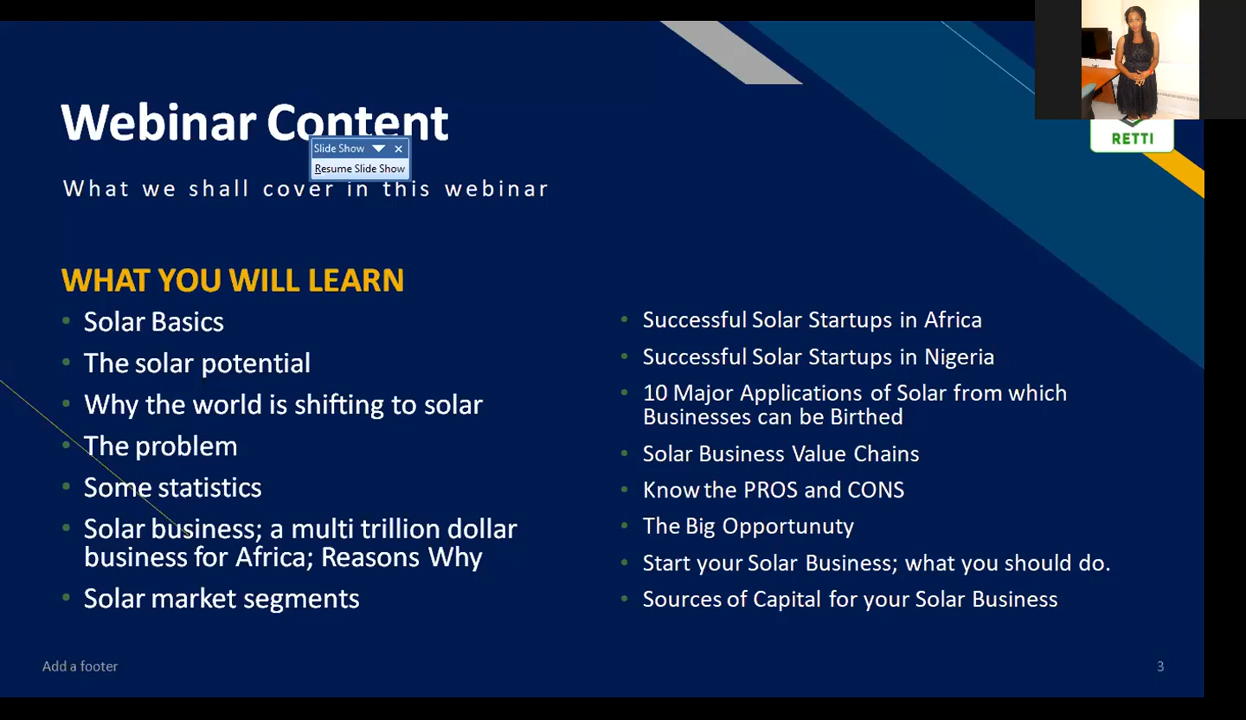 Webinar Content
Slide Show
Resume Slide Show
What we shall cover in this webinar
RETTI
WHAT YOU WILL LEARN
• Solar Basics
• The solar potential
• Why the world is shifting to solar
• The problem
• Some statistics
• Solar business; a multi trillion dollar
business for Africa; Reasons Why
• Solar market segments
• Successful Solar Startups in Africa
• Successful Solar Startups in Nigeria
• 10 Major Applications of Solar from which
Businesses can be Birthed
• Solar Business Value Chains
• Know the PROS and CONS
• The Big Opportunuty
• Start your Solar Business; what you should do.
• Sources of Capital for your Solar Business
Add a footer
3